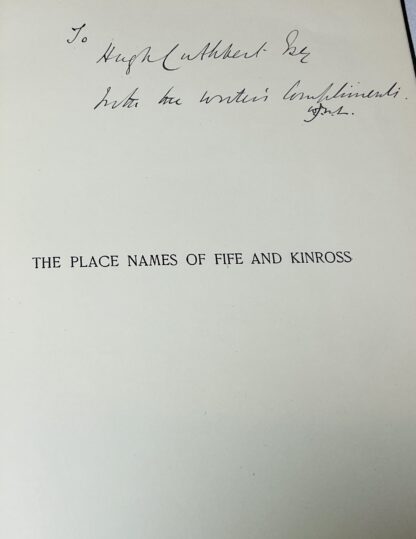 To
Hugh Cuthbert Esq
With the writer's Compliments.
THE PLACE NAMES OF FIFE AND KINROSS